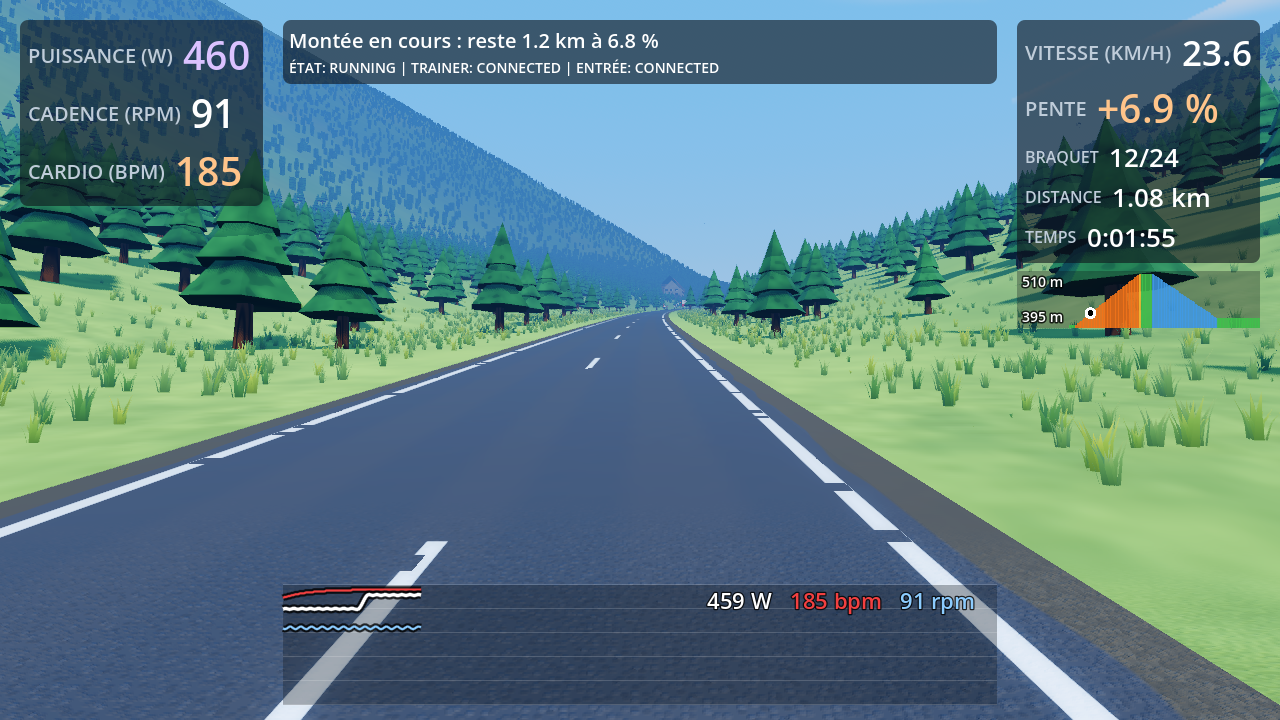 PUISSANCE (W) 460
CADENCE (RPM) 91
CARDIO (BPM) 185
Montée en cours : reste 1.2 km à 6.8 %
ÉTAT: RUNNING | TRAINER: CONNECTED | ENTRÉE: CONNECTED
VITESSE (KM/H) 23.6
PENTE +6.9 %
BRAQUET 12/24
DISTANCE 1.08 km
TEMPS 0:01:55
510 m
395 m
459 W 185 bpm 91 rpm